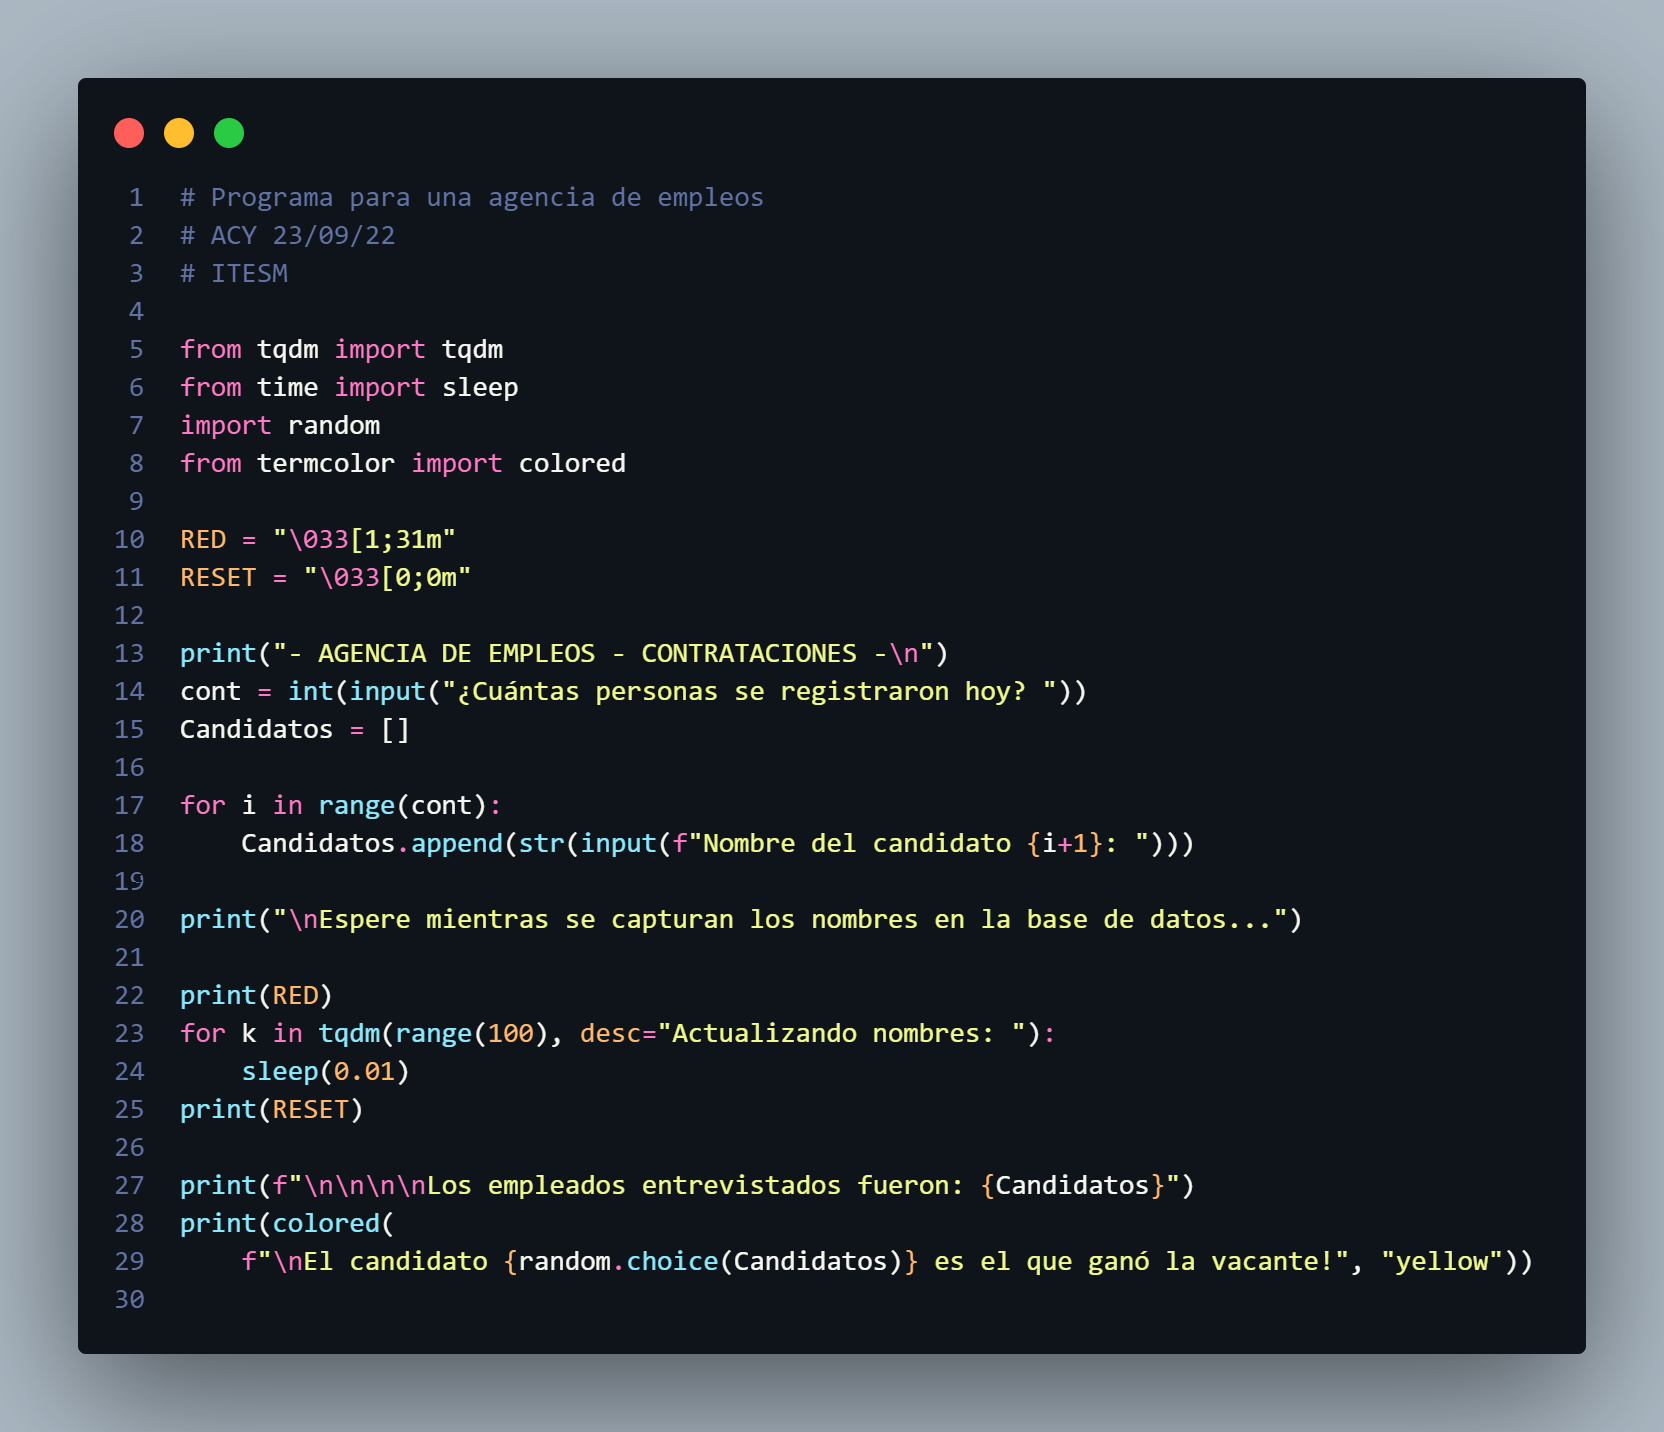 1 # Programa para una agencia de empleos
2 # ACY 23/09/22
3 # ITESM
4
5 from tqdm import tqdm
6 from time import sleep
7 import random
8 from termcolor import colored
9
10 RED = "\033[1;31m"
11 RESET = "\033[0;0m"
12
13 print("- AGENCIA DE EMPLEOS - CONTRATACIONES -\n")
14 cont = int(input("¿Cuántas personas se registraron hoy? "))
15 Candidatos = []
16
17 for i in range(cont):
18     Candidatos.append(str(input(f"Nombre del candidato {i+1}: ")))
19
20 print("\nEspere mientras se capturan los nombres en la base de datos...")
21
22 print(RED)
23 for k in tqdm(range(100), desc="Actualizando nombres: "):
24     sleep(0.01)
25 print(RESET)
26
27 print(f"\n\n\n\nLos empleados entrevistados fueron: {Candidatos}")
28 print(colored(
29     f"\nEl candidato {random.choice(Candidatos)} es el que ganó la vacante!", "yellow"))
30